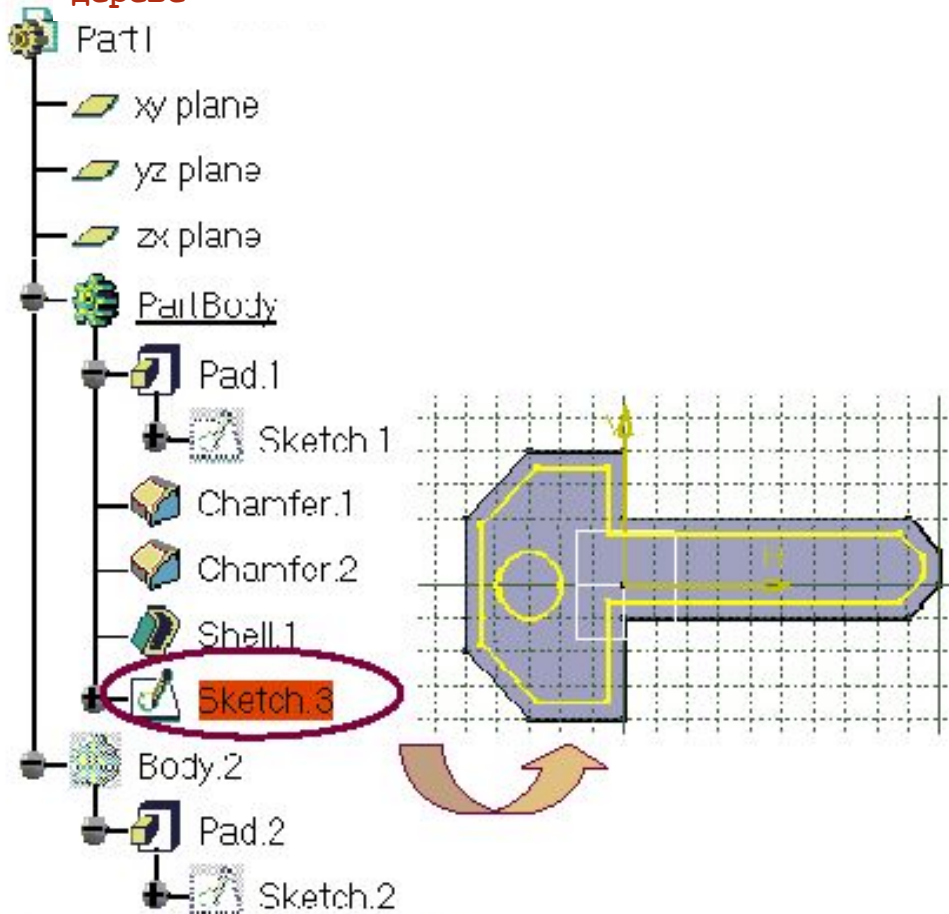 дереве
Part1
xy plane
yz plane
zx plane
PartBody
Pad.1
Sketch.1
Chamfer.1
Chamfer.2
Shell.1
Sketch.3
Body.2
Pad.2
Sketch.2
V
H